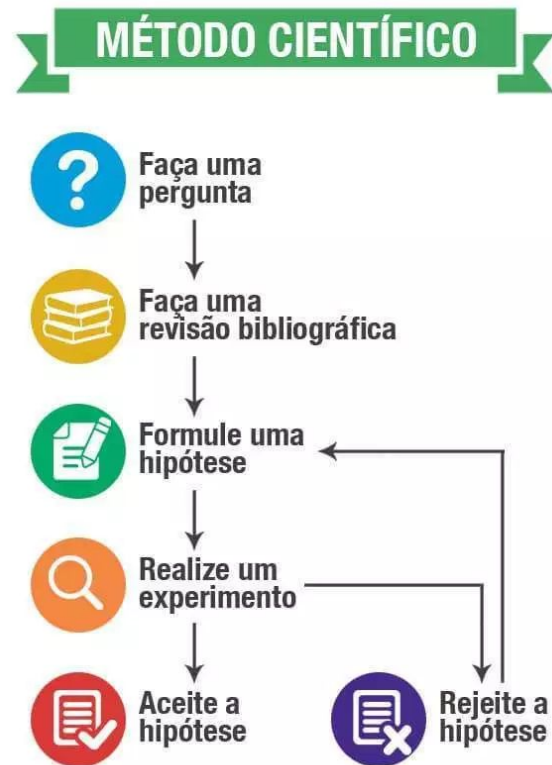 MÉTODO CIENTÍFICO
Faça uma
pergunta
Faça uma
revisão bibliográfica
Formule uma
hipótese
Realize um
experimento
Aceite a
hipótese
Rejeite a
hipótese